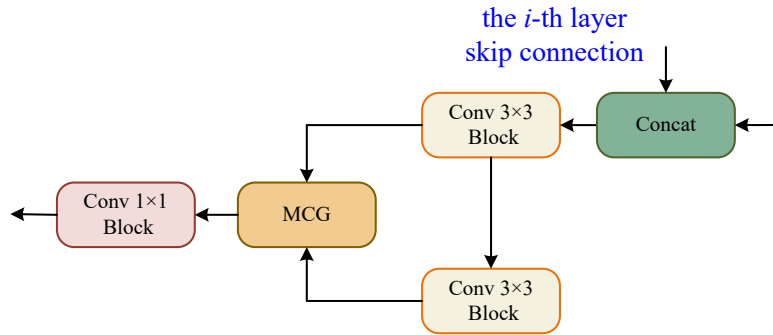 the i-th layer
skip connection
Conv 3×3
Block
Concat
Conv 1×1
Block
MCG
Conv 3×3
Block